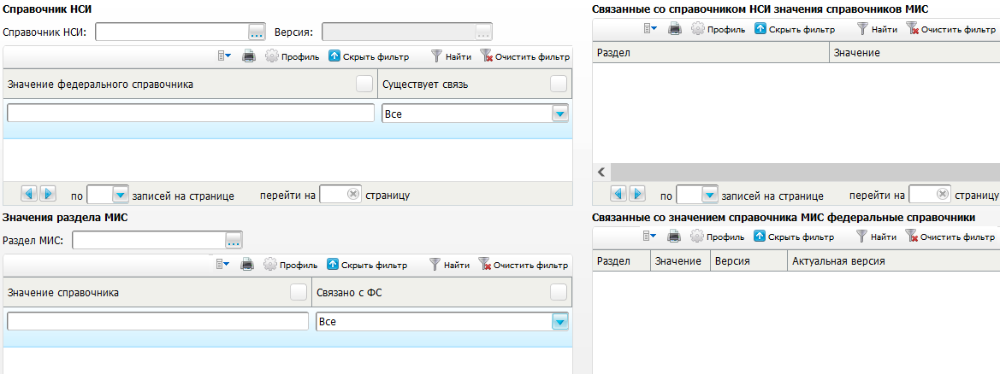 Справочник НСИ
Справочник НСИ: ... Версия: ...
Профиль Скрыть фильтр Найти Очистить фильтр
Значение федерального справочника Существует связь
Все
по записей на странице перейти на страницу
Значения раздела МИС
Раздел МИС: ...
Профиль Скрыть фильтр Найти Очистить фильтр
Значение справочника Связано с ФС
Все
Связанные со справочником НСИ значения справочников МИС
Профиль Скрыть фильтр Найти Очистить фильтр
Раздел Значение
по записей на странице перейти на страницу
Связанные со значением справочника МИС федеральные справочники
Профиль Скрыть фильтр Найти Очистить фильтр
Раздел Значение Версия Актуальная версия